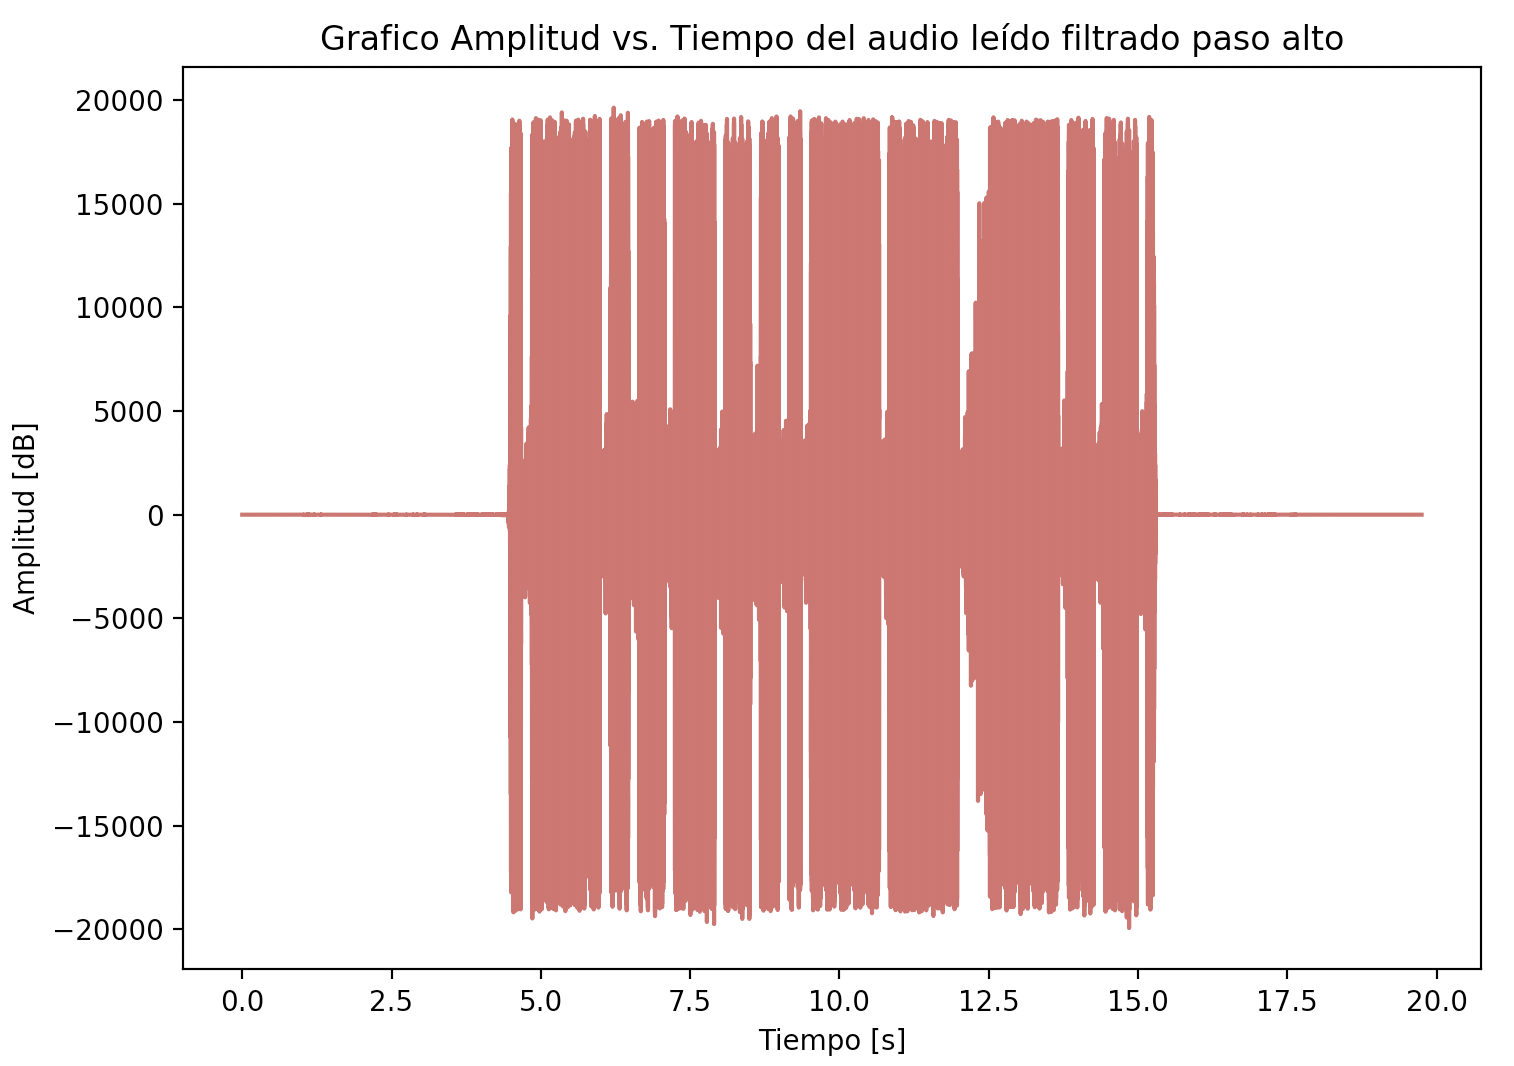 Grafico Amplitud vs. Tiempo del audio leído filtrado paso alto
20000
15000
10000
5000
0
−5000
−10000
−15000
−20000
Amplitud [dB]
0.0 2.5 5.0 7.5 10.0 12.5 15.0 17.5 20.0
Tiempo [s]